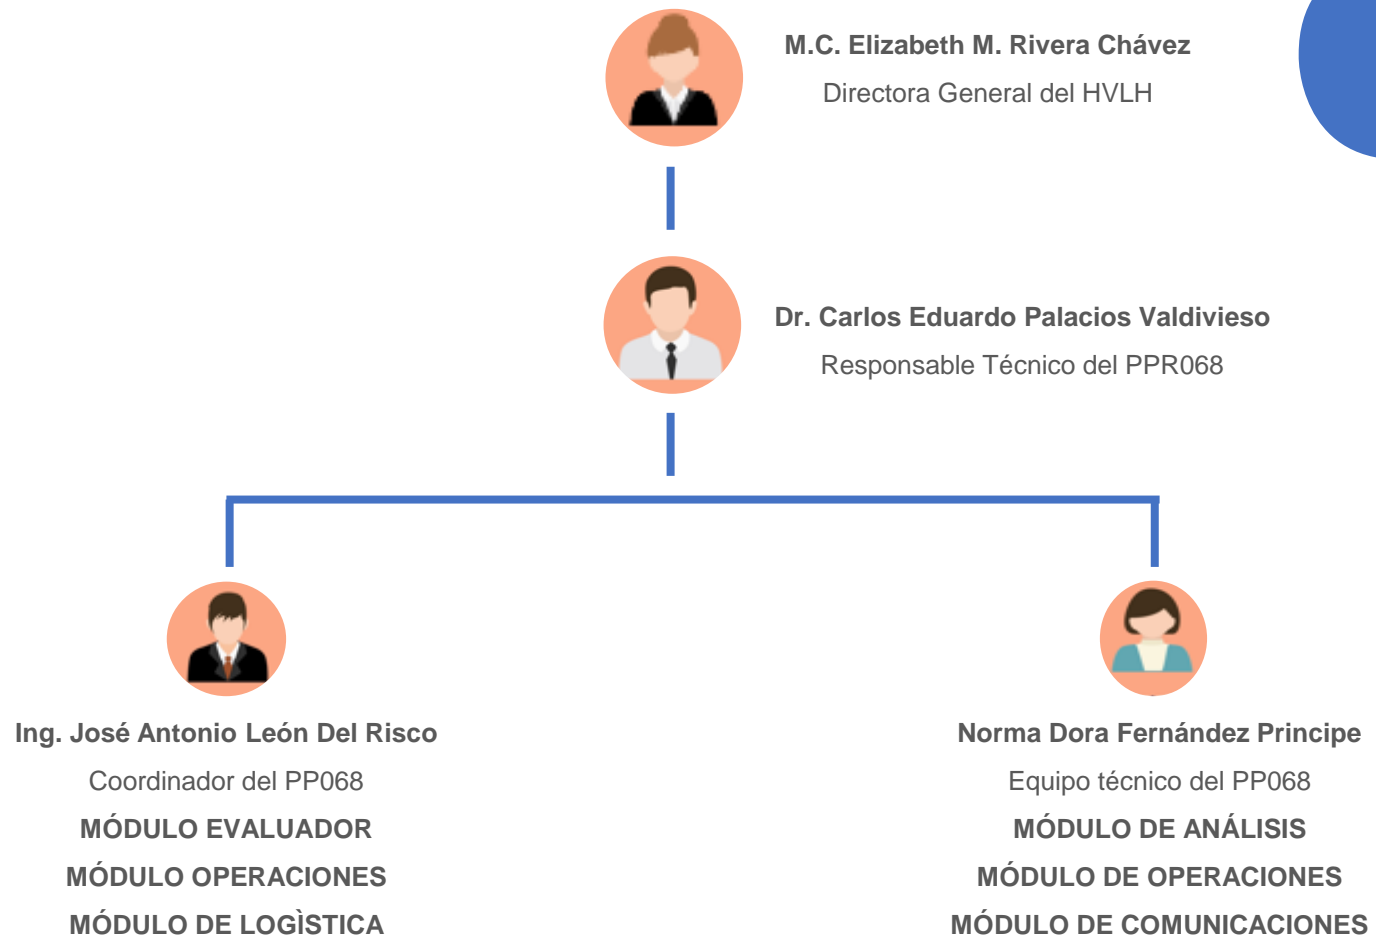 M.C. Elizabeth M. Rivera Chávez
Directora General del HVLH
Dr. Carlos Eduardo Palacios Valdivieso
Responsable Técnico del PPR068
Ing. José Antonio León Del Risco
Coordinador del PP068
MÓDULO EVALUADOR
MÓDULO OPERACIONES
MÓDULO DE LOGÌSTICA
Norma Dora Fernández Principe
Equipo técnico del PP068
MÓDULO DE ANÁLISIS
MÓDULO DE OPERACIONES
MÓDULO DE COMUNICACIONES